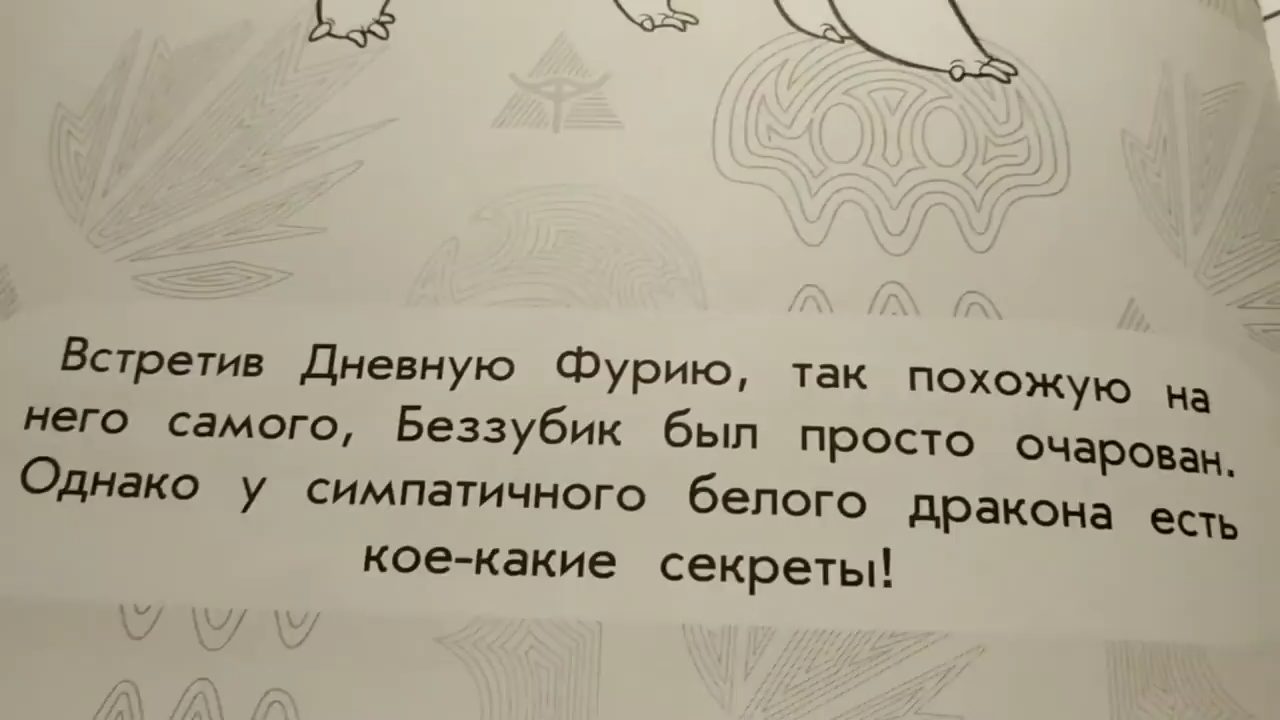 Встретив Дневную Фурию, так похожую на
него самого, Беззубик был просто очарован.
Однако у симпатичного белого дракона есть
кое-какие секреты!